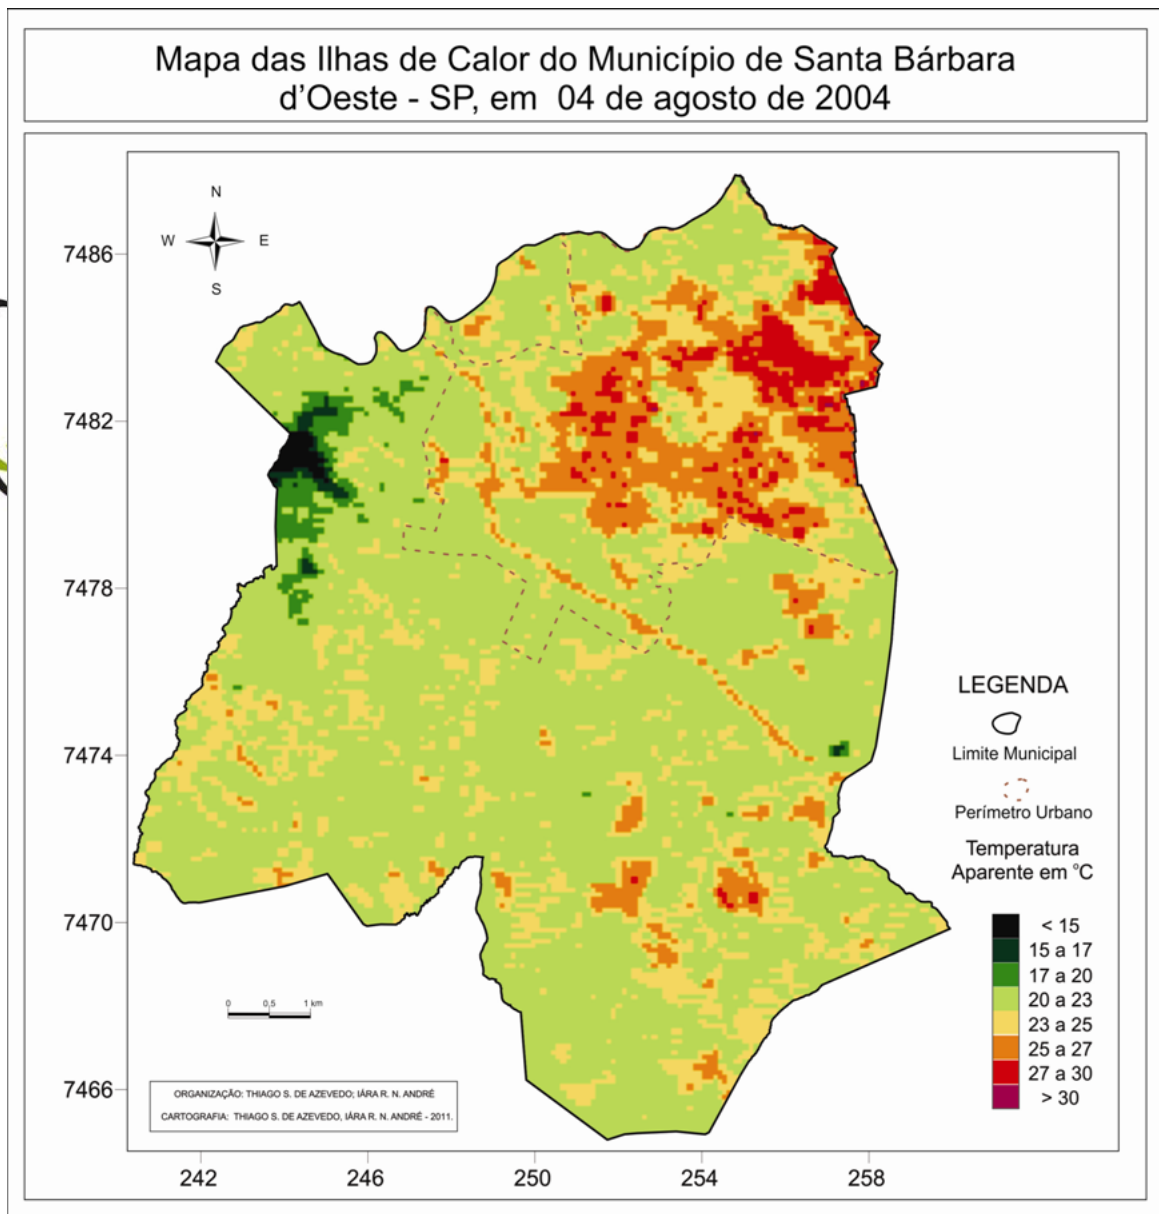 Mapa das Ilhas de Calor do Município de Santa Bárbara
d'Oeste - SP, em 04 de agosto de 2004
N
W E
S
7486
7482
7478
7474
7470
7466
LEGENDA
Limite Municipal
Perímetro Urbano
Temperatura
Aparente em °C
< 15
15 a 17
17 a 20
20 a 23
23 a 25
25 a 27
27 a 30
> 30
0 0,5 1 km
ORGANIZAÇÃO: THIAGO S. DE AZEVEDO; IÁRA R. N. ANDRÉ
CARTOGRAFIA: THIAGO S. DE AZEVEDO, IÁRA R. N. ANDRÉ - 2011.
242 246 250 254 258